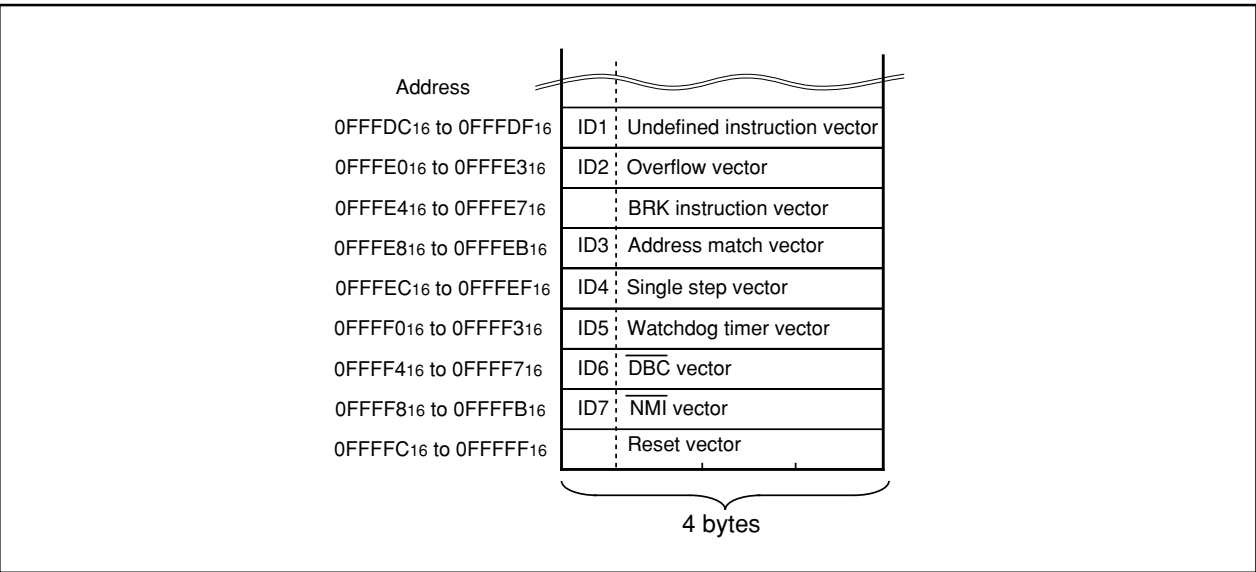 Address
0FFFDC16 to 0FFFDF16 ID1 Undefined instruction vector
0FFFE016 to 0FFFE316 ID2 Overflow vector
0FFFE416 to 0FFFE716 BRK instruction vector
0FFFE816 to 0FFFEB16 ID3 Address match vector
0FFFEC16 to 0FFFEF16 ID4 Single step vector
0FFFF016 to 0FFFF316 ID5 Watchdog timer vector
0FFFF416 to 0FFFF716 ID6 D̅B̅C̅ vector
0FFFF816 to 0FFFFB16 ID7 N̅M̅I̅ vector
0FFFFC16 to 0FFFFF16 Reset vector
4 bytes